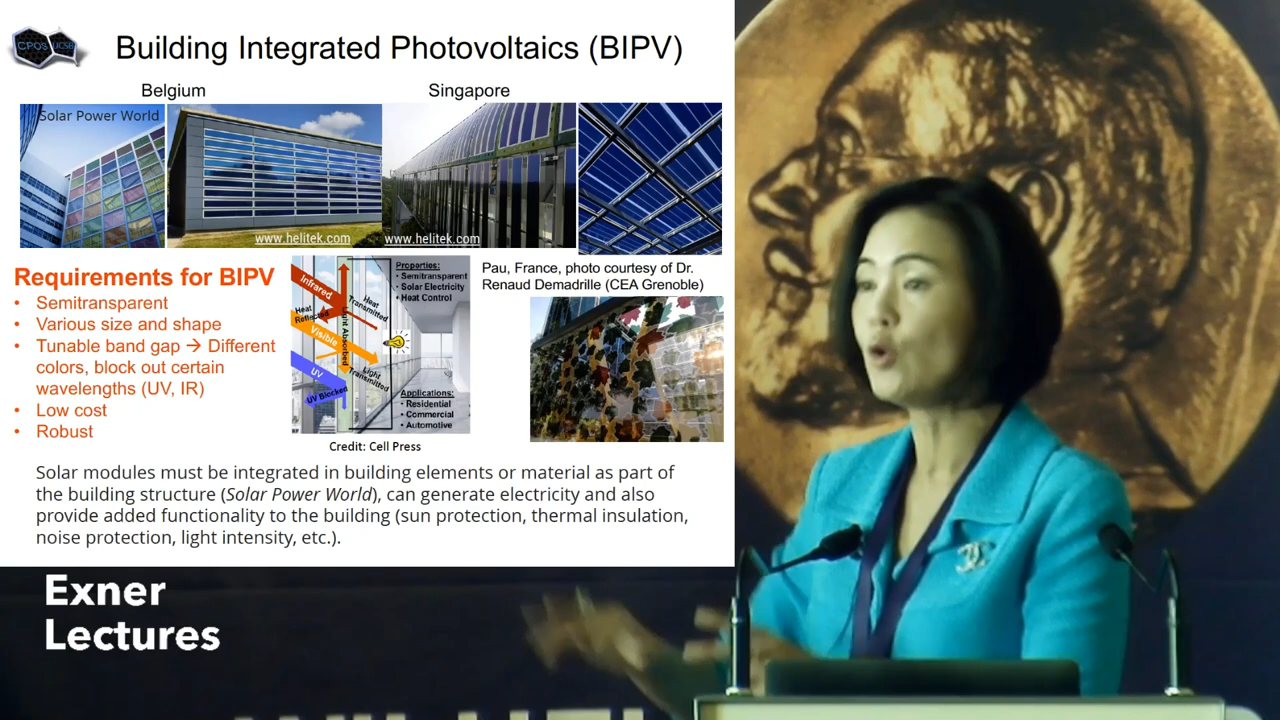 CPOS UCSB
Building Integrated Photovoltaics (BIPV)
Belgium
Singapore
Solar Power World
www.helitek.com
www.helitek.com
Requirements for BIPV
• Semitransparent
• Various size and shape
• Tunable band gap → Different
colors, block out certain
wavelengths (UV, IR)
• Low cost
• Robust
Infrared
Heat
Reflected
Heat
Transmitted
Light Absorbed
Visible
Light
Transmitted
UV
UV Blocked
Properties:
• Semitransparent
• Solar Electricity
• Heat Control
Applications:
• Residential
• Commercial
• Automotive
Credit: Cell Press
Pau, France, photo courtesy of Dr.
Renaud Demadrille (CEA Grenoble)
Solar modules must be integrated in building elements or material as part of
the building structure (Solar Power World), can generate electricity and also
provide added functionality to the building (sun protection, thermal insulation,
noise protection, light intensity, etc.).
Exner
Lectures